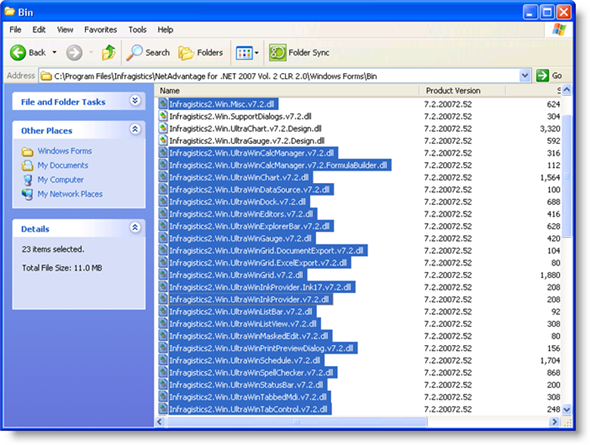 Bin
File Edit View Favorites Tools Help
Back Search Folders Folder Sync
Address C:\Program Files\Infragistics\NetAdvantage for .NET 2007 Vol. 2 CLR 2.0\Windows Forms\Bin Go
File and Folder Tasks
Other Places
Windows Forms
My Documents
My Computer
My Network Places
Details
23 items selected.
Total File Size: 11.0 MB
Name Product Version S
Infragistics2.Win.Misc.v7.2.dll 7.2.20072.52 624
Infragistics2.Win.SupportDialogs.v7.2.dll 7.2.20072.52 304
Infragistics2.Win.UltraChart.v7.2.Design.dll 7.2.20072.52 3,320
Infragistics2.Win.UltraGauge.v7.2.Design.dll 7.2.20072.52 592
Infragistics2.Win.UltraWinCalcManager.v7.2.dll 7.2.20072.52 316
Infragistics2.Win.UltraWinCalcManager.v7.2.FormulaBuilder.dll 7.2.20072.52 112
Infragistics2.Win.UltraWinChart.v7.2.dll 7.2.20072.52 1,564
Infragistics2.Win.UltraWinDataSource.v7.2.dll 7.2.20072.52 100
Infragistics2.Win.UltraWinDock.v7.2.dll 7.2.20072.52 688
Infragistics2.Win.UltraWinEditors.v7.2.dll 7.2.20072.52 416
Infragistics2.Win.UltraWinExplorerBar.v7.2.dll 7.2.20072.52 628
Infragistics2.Win.UltraWinGauge.v7.2.dll 7.2.20072.52 420
Infragistics2.Win.UltraWinGrid.DocumentExport.v7.2.dll 7.2.20072.52 104
Infragistics2.Win.UltraWinGrid.ExcelExport.v7.2.dll 7.2.20072.52 80
Infragistics2.Win.UltraWinGrid.v7.2.dll 7.2.20072.52 1,880
Infragistics2.Win.UltraWinInkProvider.Ink17.v7.2.dll 7.2.20072.52 208
Infragistics2.Win.UltraWinInkProvider.v7.2.dll 7.2.20072.52 208
Infragistics2.Win.UltraWinListBar.v7.2.dll 7.2.20072.52 92
Infragistics2.Win.UltraWinListView.v7.2.dll 7.2.20072.52 308
Infragistics2.Win.UltraWinMaskedEdit.v7.2.dll 7.2.20072.52 80
Infragistics2.Win.UltraWinPrintPreviewDialog.v7.2.dll 7.2.20072.52 156
Infragistics2.Win.UltraWinSchedule.v7.2.dll 7.2.20072.52 1,704
Infragistics2.Win.UltraWinSpellChecker.v7.2.dll 7.2.20072.52 868
Infragistics2.Win.UltraWinStatusBar.v7.2.dll 7.2.20072.52 200
Infragistics2.Win.UltraWinTabbedMdi.v7.2.dll 7.2.20072.52 308
Infragistics2.Win.UltraWinTabControl.v7.2.dll 7.2.20072.52 248